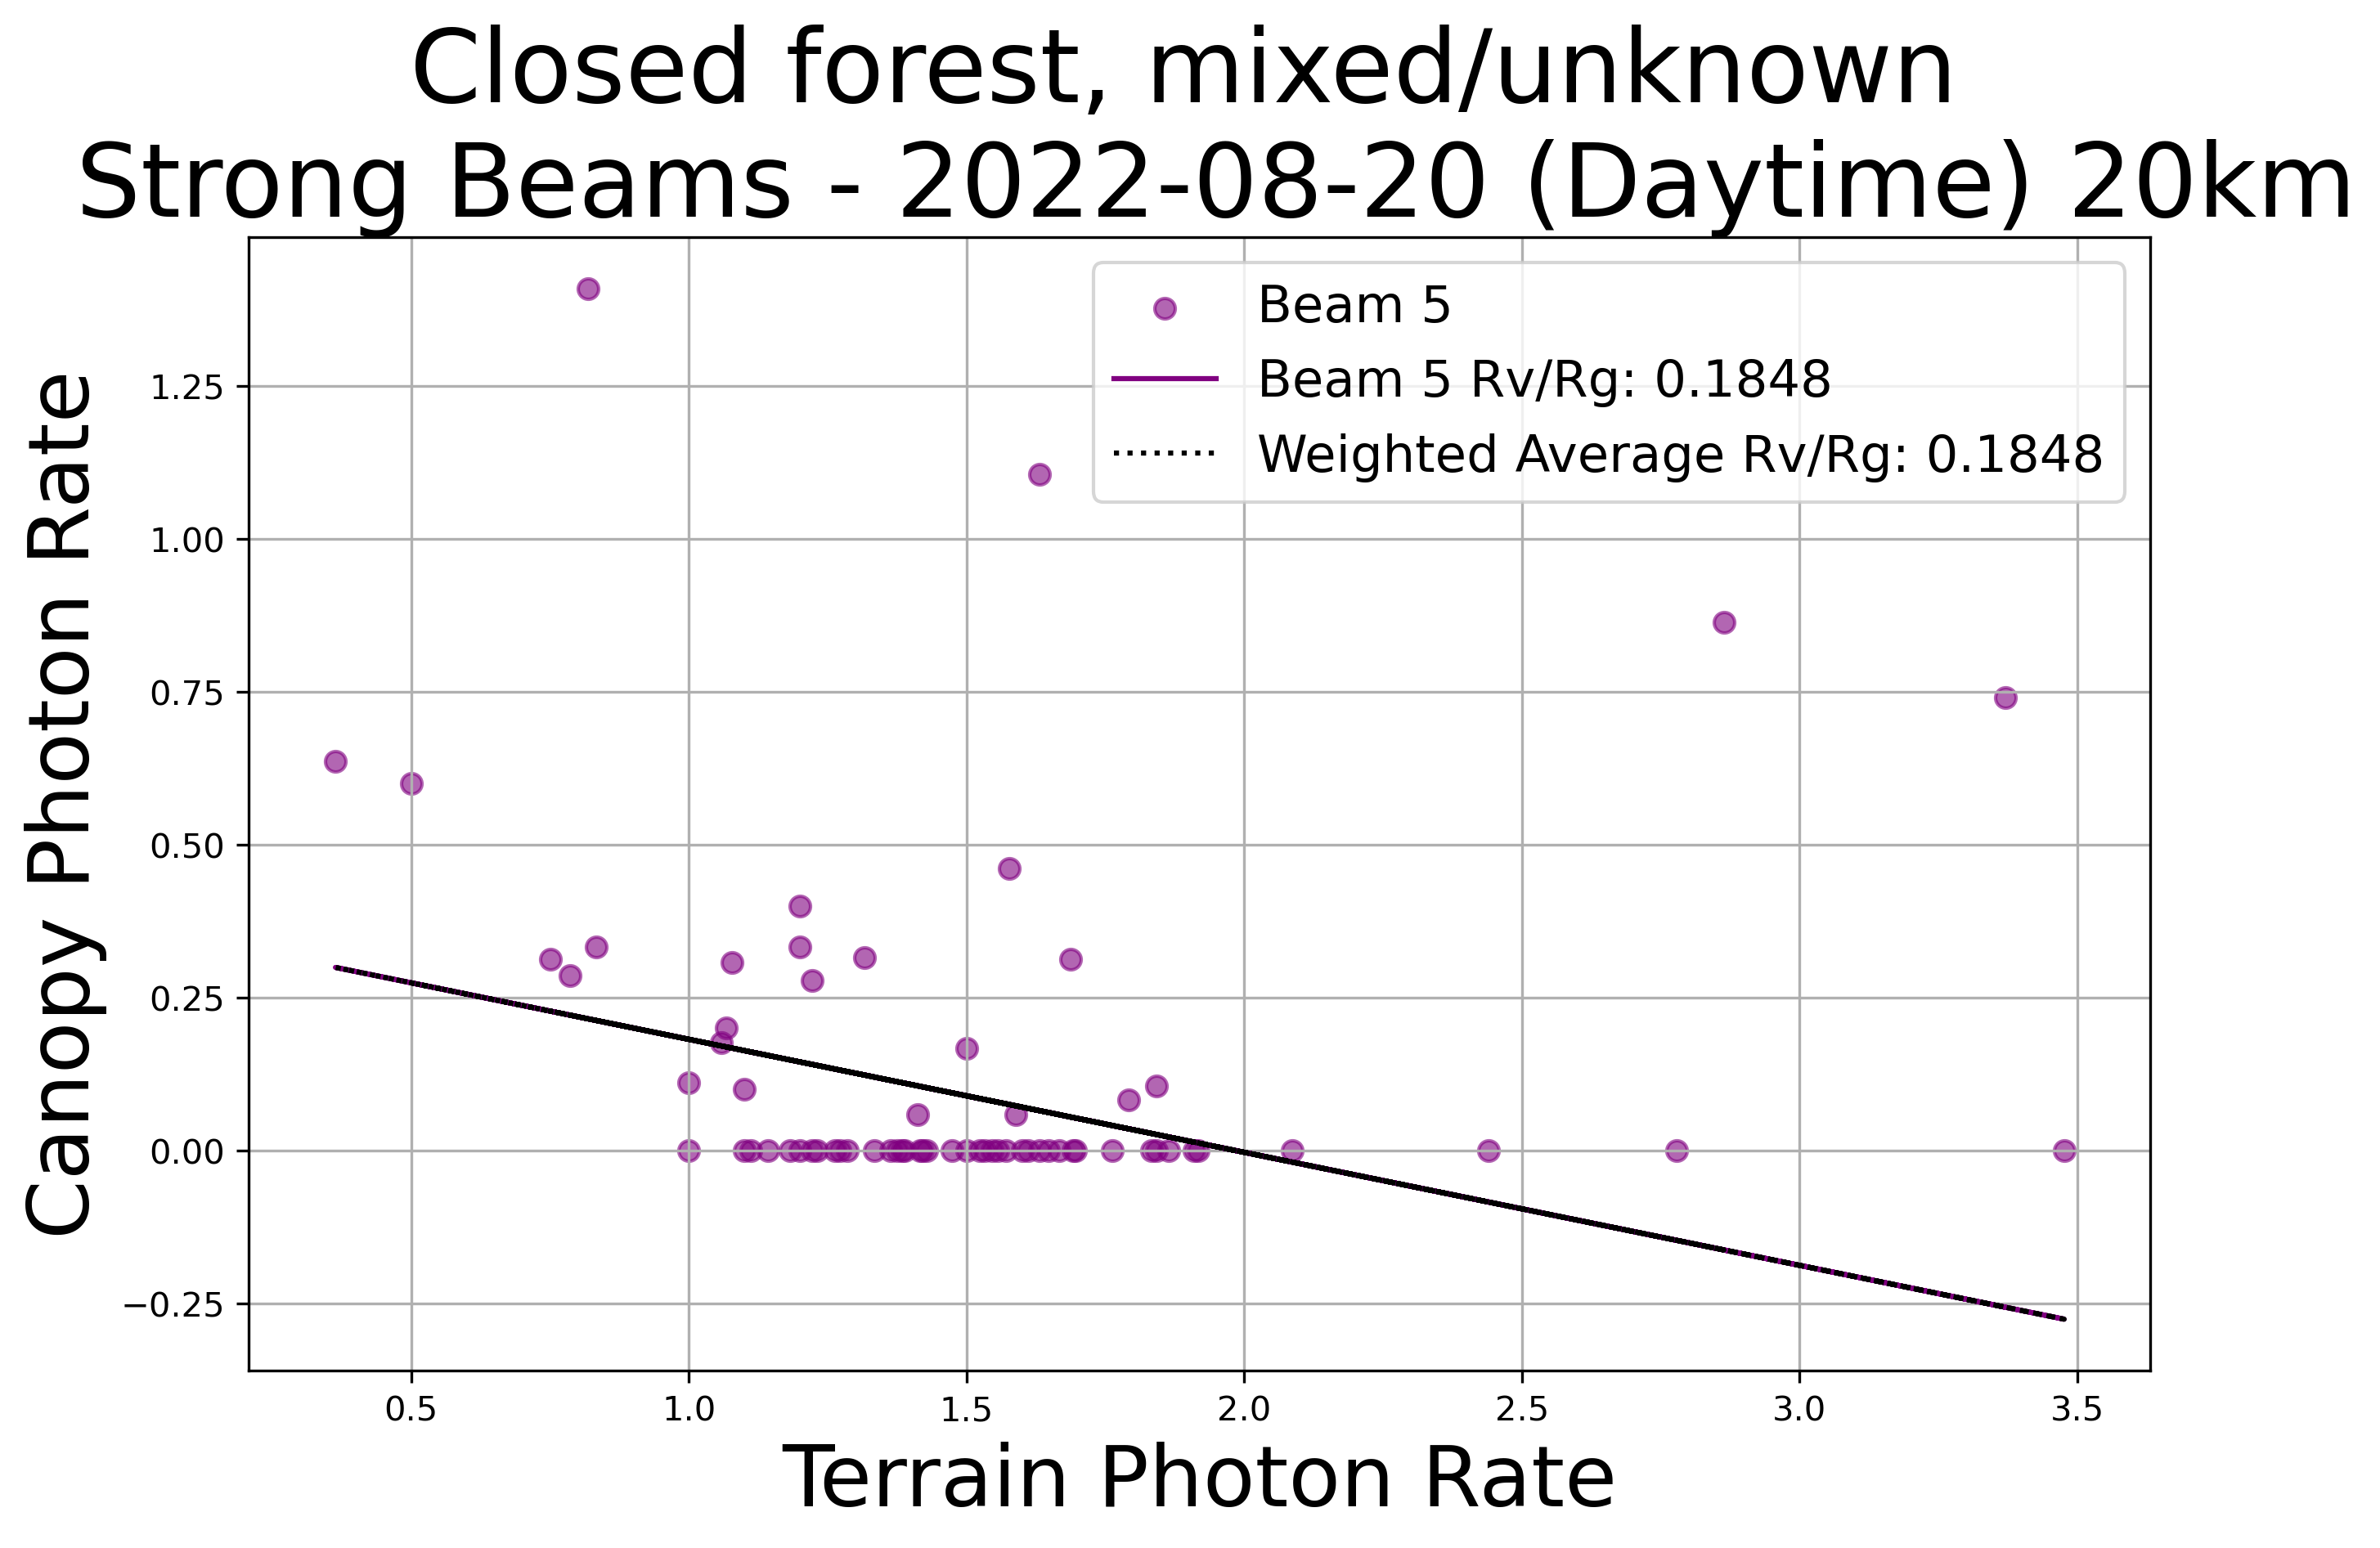 Closed forest, mixed/unknown
Strong Beams - 2022-08-20 (Daytime) 20km
Beam 5
Beam 5 Rv/Rg: 0.1848
Weighted Average Rv/Rg: 0.1848
Canopy Photon Rate
1.25
1.00
0.75
0.50
0.25
0.00
−0.25
0.5 1.0 1.5 2.0 2.5 3.0 3.5
Terrain Photon Rate